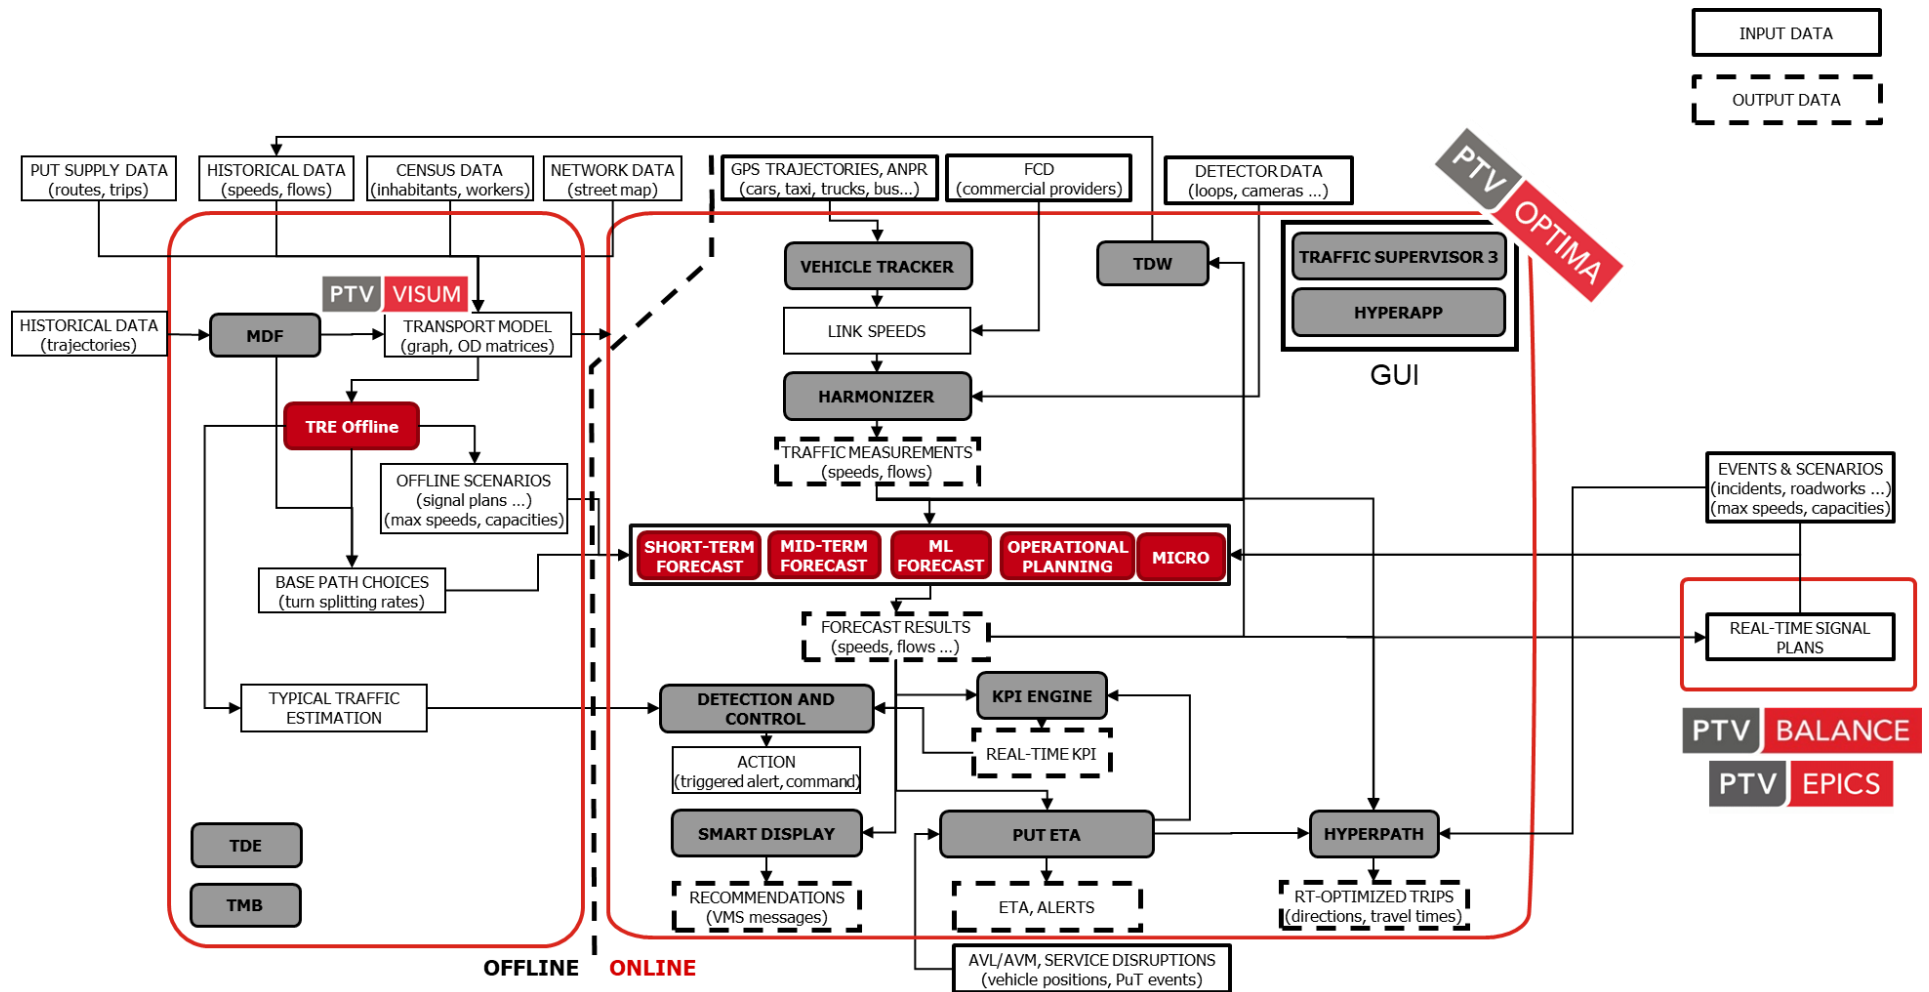 INPUT DATA
OUTPUT DATA
PUT SUPPLY DATA
(routes, trips)
HISTORICAL DATA
(speeds, flows)
CENSUS DATA
(inhabitants, workers)
NETWORK DATA
(street map)
GPS TRAJECTORIES, ANPR
(cars, taxi, trucks, bus...)
FCD
(commercial providers)
DETECTOR DATA
(loops, cameras ...)
PTV OPTIMA
VEHICLE TRACKER
TDW
TRAFFIC SUPERVISOR 3
HYPERAPP
GUI
PTV VISUM
HISTORICAL DATA
(trajectories)
MDF
TRANSPORT MODEL
(graph, OD matrices)
LINK SPEEDS
HARMONIZER
TRE Offline
TRAFFIC MEASUREMENTS
(speeds, flows)
OFFLINE SCENARIOS
(signal plans ...)
(max speeds, capacities)
EVENTS & SCENARIOS
(incidents, roadworks ...)
(max speeds, capacities)
SHORT-TERM
FORECAST
MID-TERM
FORECAST
ML
FORECAST
OPERATIONAL
PLANNING
MICRO
BASE PATH CHOICES
(turn splitting rates)
FORECAST RESULTS
(speeds, flows ...)
REAL-TIME SIGNAL
PLANS
TYPICAL TRAFFIC
ESTIMATION
DETECTION AND
CONTROL
KPI ENGINE
PTV BALANCE
PTV EPICS
ACTION
(triggered alert, command)
REAL-TIME KPI
SMART DISPLAY
PUT ETA
HYPERPATH
TDE
TMB
RECOMMENDATIONS
(VMS messages)
ETA, ALERTS
RT-OPTIMIZED TRIPS
(directions, travel times)
OFFLINE
ONLINE
AVL/AVM, SERVICE DISRUPTIONS
(vehicle positions, PuT events)